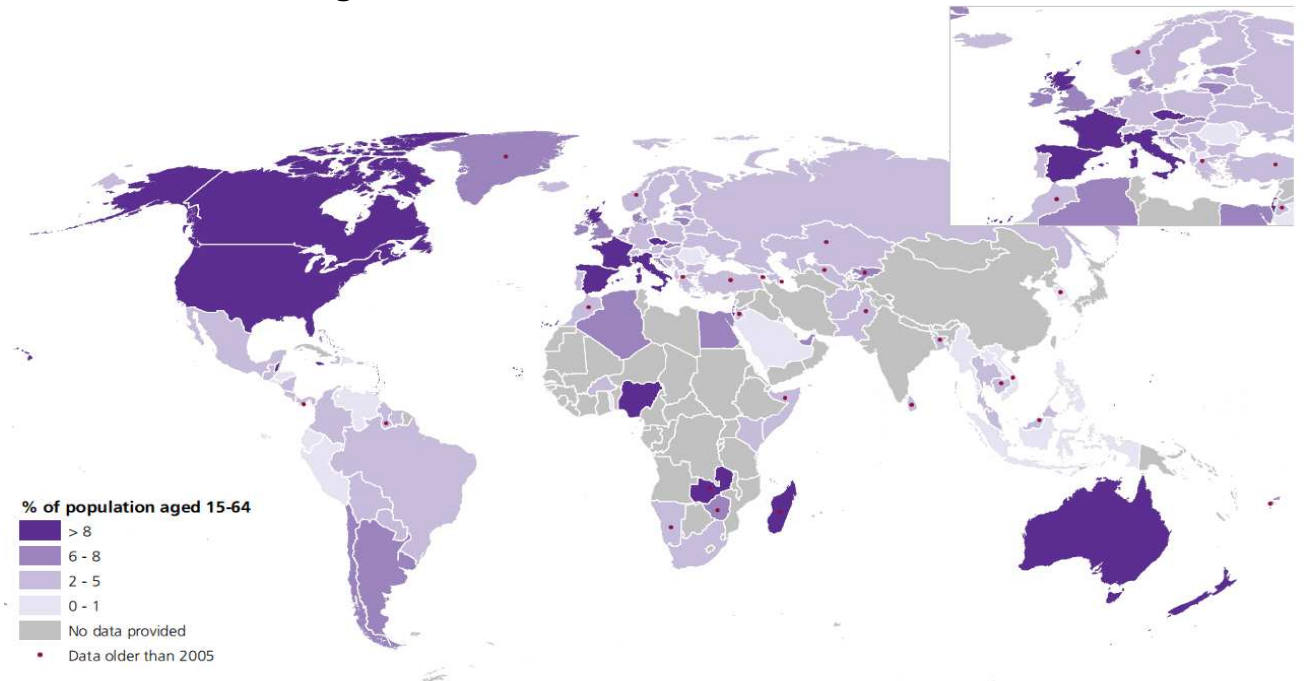 % of population aged 15-64
> 8
6 - 8
2 - 5
0 - 1
No data provided
Data older than 2005